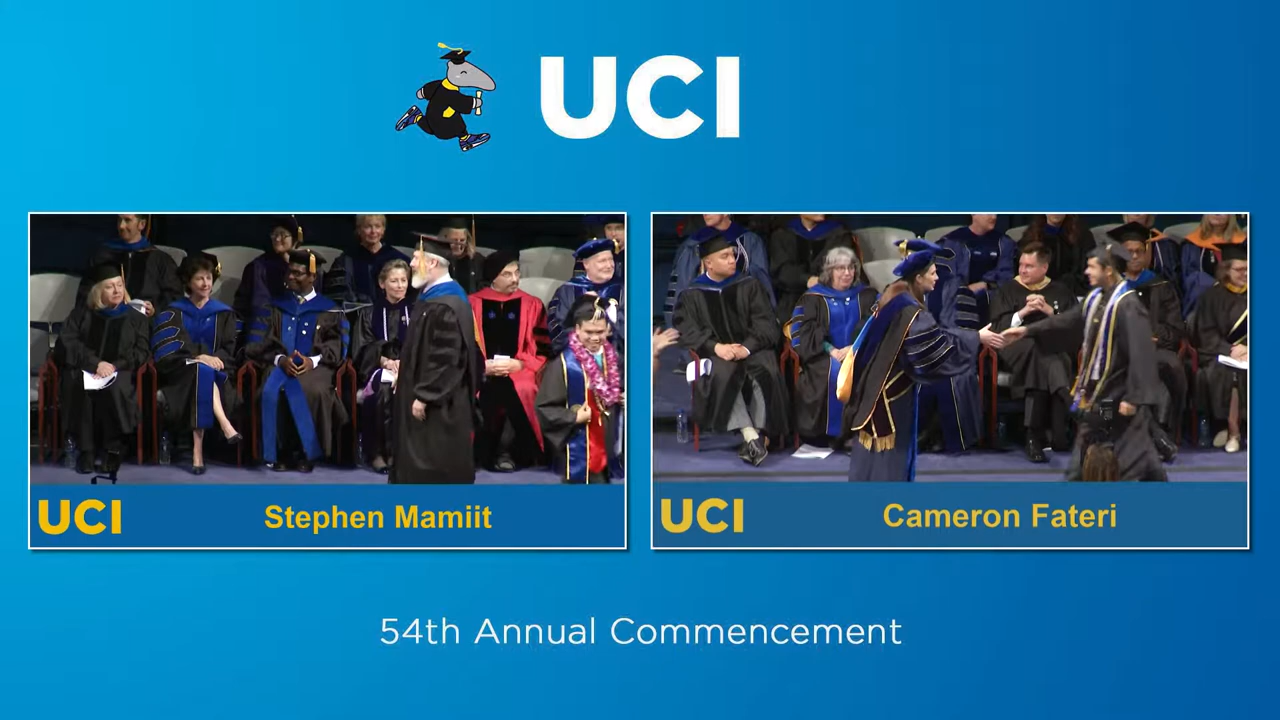 UCI
UCI
Stephen Mamiit
UCI
Cameron Fateri
54th Annual Commencement